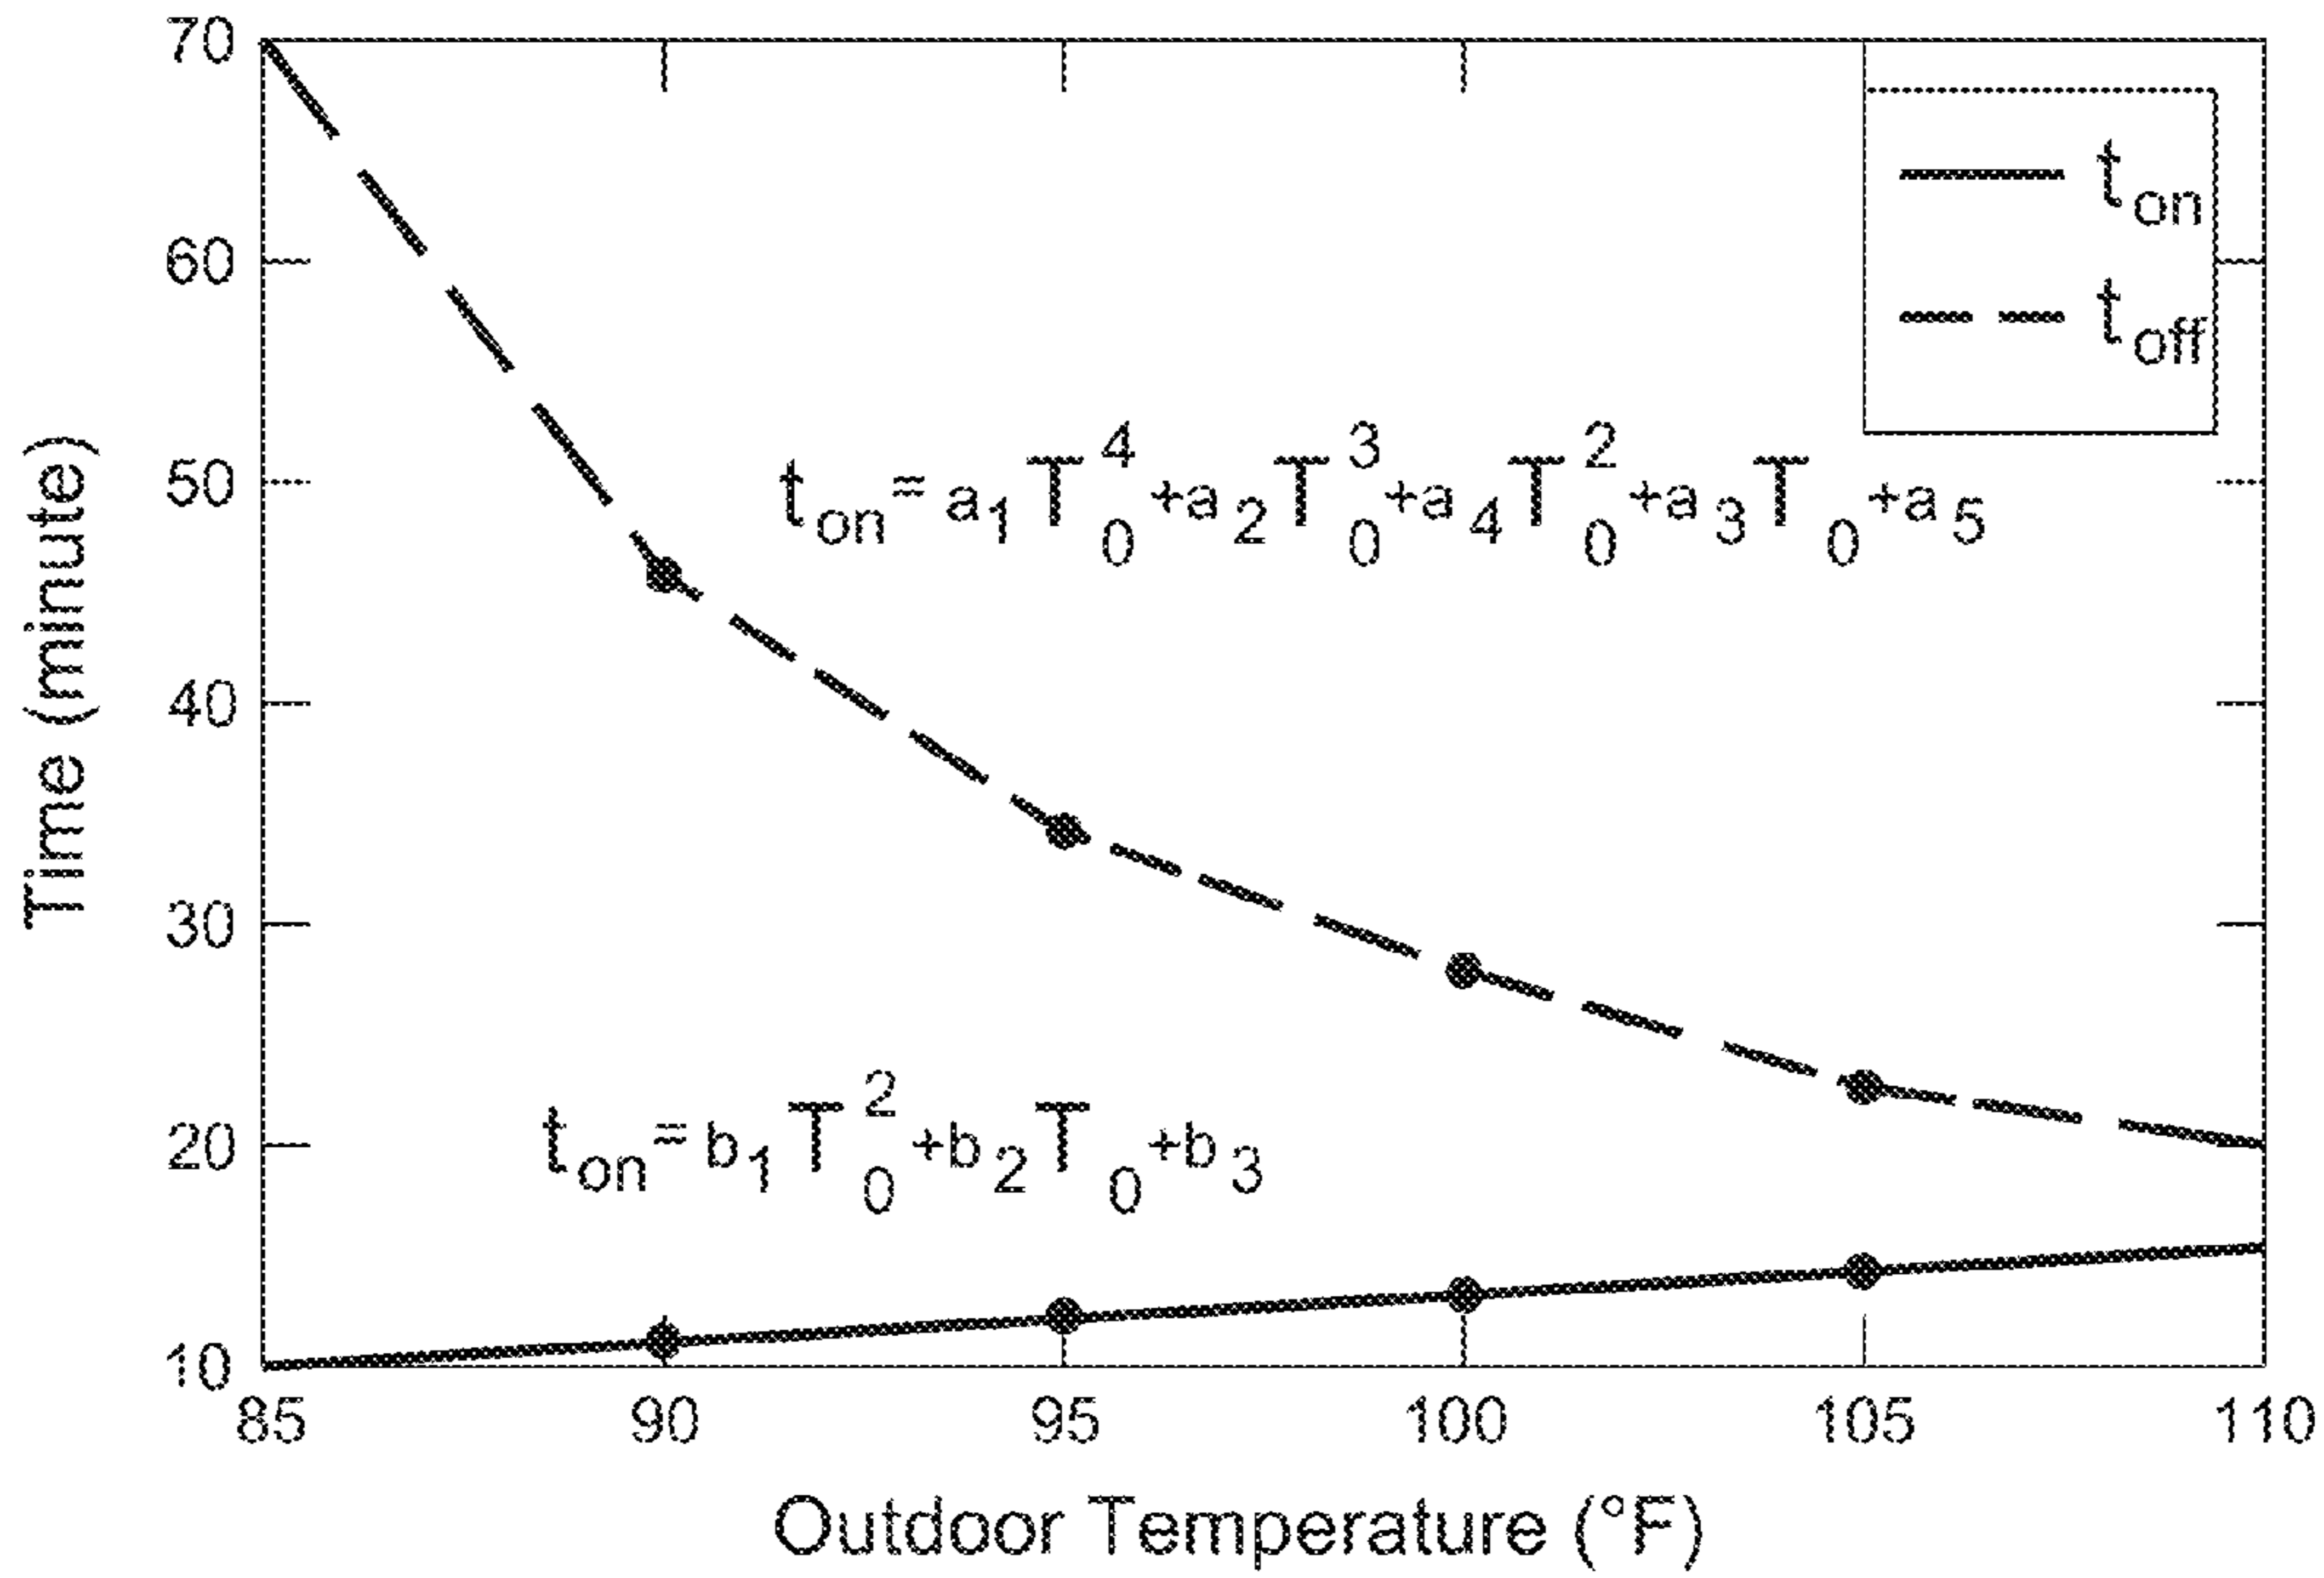 70
60
50
40
30
20
10
Time (minute)
t_on
t_off
t_on = a_1 T_0^4 + a_2 T_0^3 + a_4 T_0^2 + a_3 T_0 + a_5
t_on = b_1 T_0^2 + b_2 T_0 + b_3
85 90 95 100 105 110
Outdoor Temperature (°F)